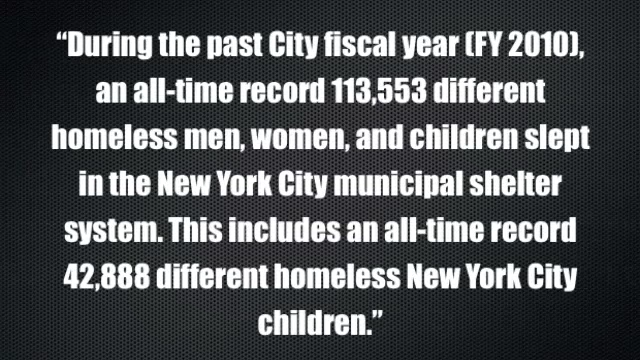 “During the past City fiscal year (FY 2010),
an all-time record 113,553 different
homeless men, women, and children slept
in the New York City municipal shelter
system. This includes an all-time record
42,888 different homeless New York City
children.”